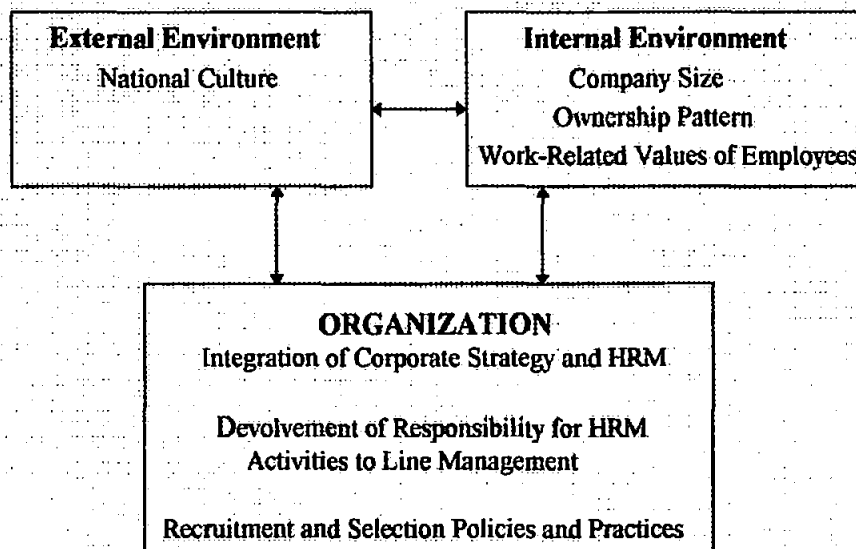 External Environment
National Culture
Internal Environment
Company Size
Ownership Pattern
Work-Related Values of Employees
ORGANIZATION
Integration of Corporate Strategy and HRM
Devolvement of Responsibility for HRM
Activities to Line Management
Recruitment and Selection Policies and Practices